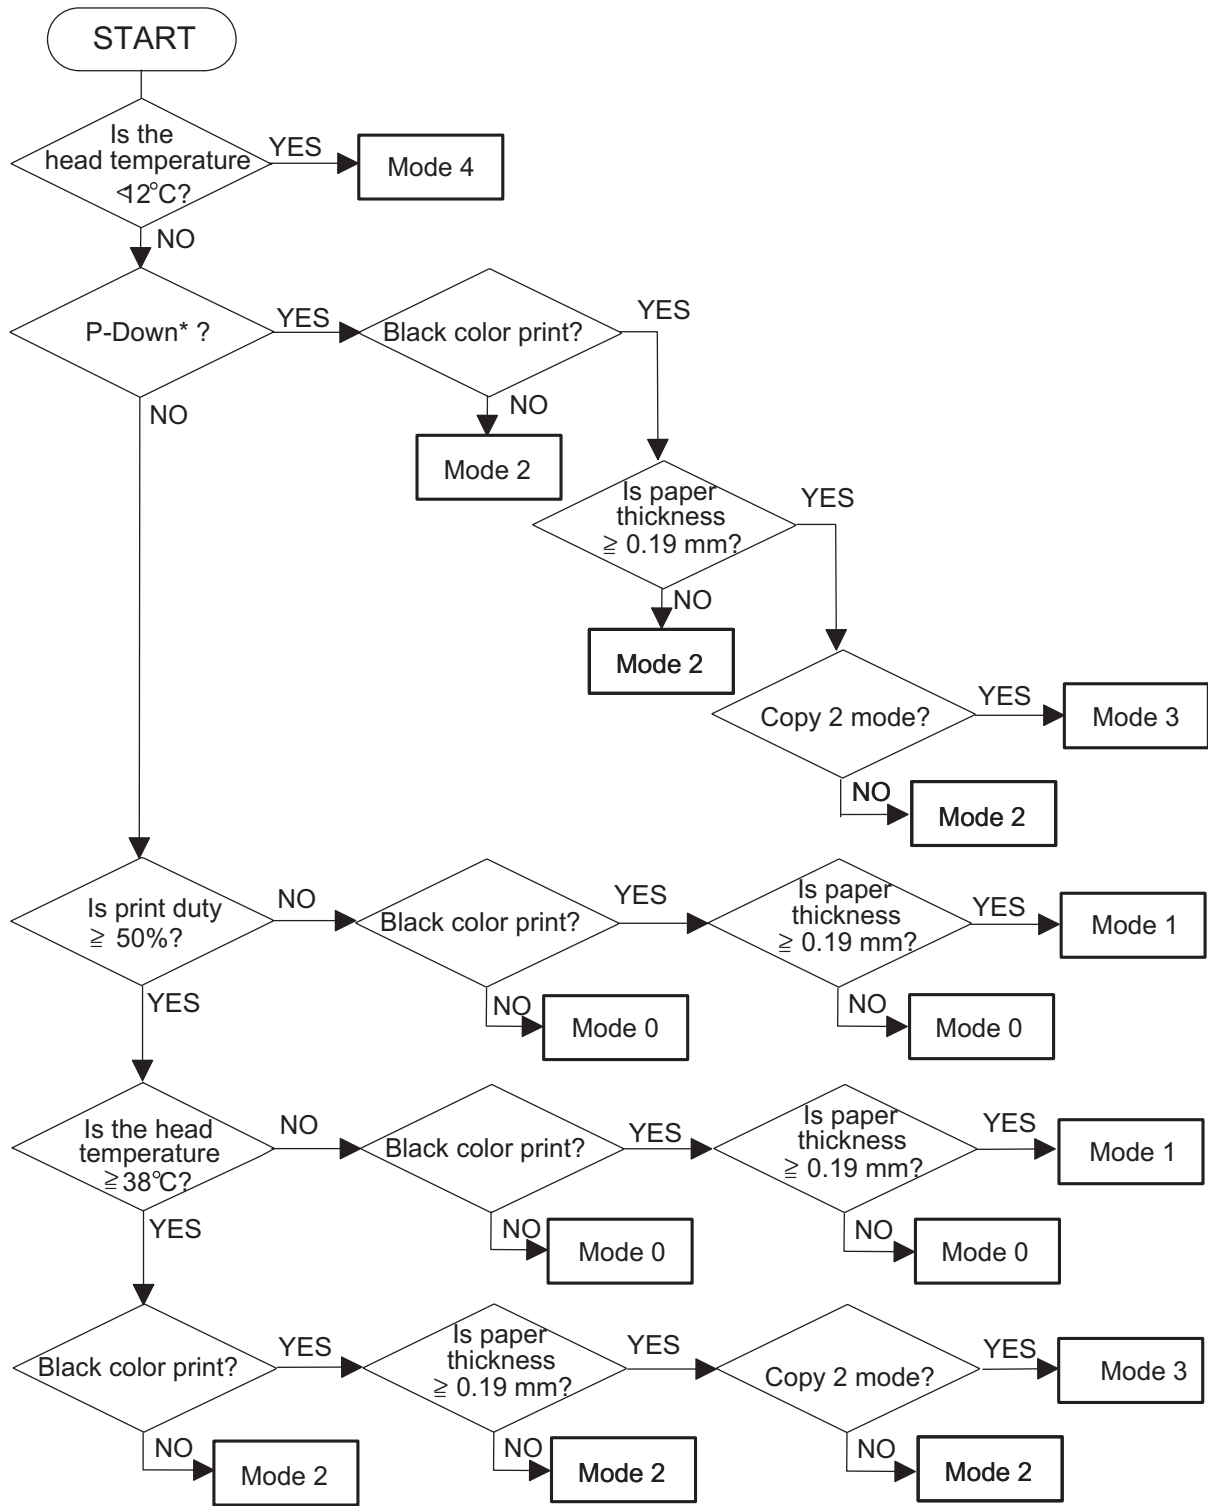 START
Is the
head temperature
<12°C?
YES
Mode 4
NO
P-Down* ?
YES
Black color print?
YES
NO
NO
Mode 2
Is paper
thickness
≧ 0.19 mm?
YES
NO
Mode 2
Copy 2 mode?
YES
Mode 3
NO
Mode 2
Is print duty
≧ 50%?
NO
Black color print?
YES
Is paper
thickness
≧ 0.19 mm?
YES
Mode 1
YES
NO
Mode 0
NO
Mode 0
Is the head
temperature
≧38°C?
NO
Black color print?
YES
Is paper
thickness
≧ 0.19 mm?
YES
Mode 1
YES
NO
Mode 0
NO
Mode 0
Black color print?
YES
Is paper
thickness
≧ 0.19 mm?
YES
Copy 2 mode?
YES
Mode 3
NO
Mode 2
NO
Mode 2
NO
Mode 2